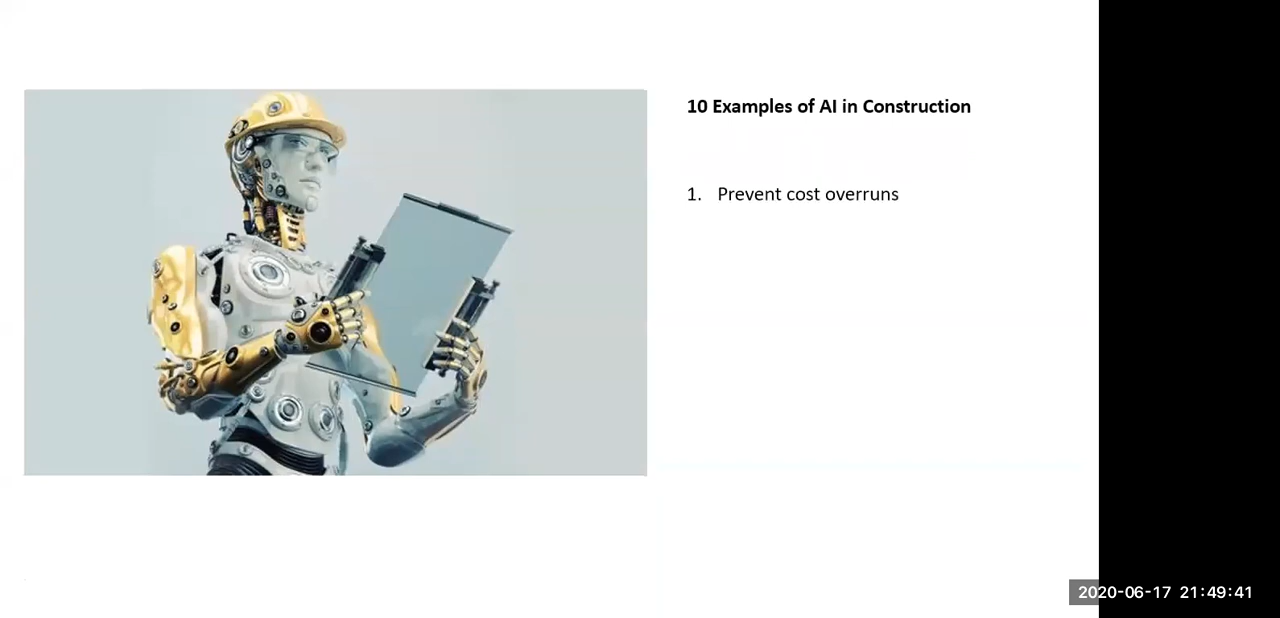 10 Examples of AI in Construction
1. Prevent cost overruns
2020-06-17 21:49:41